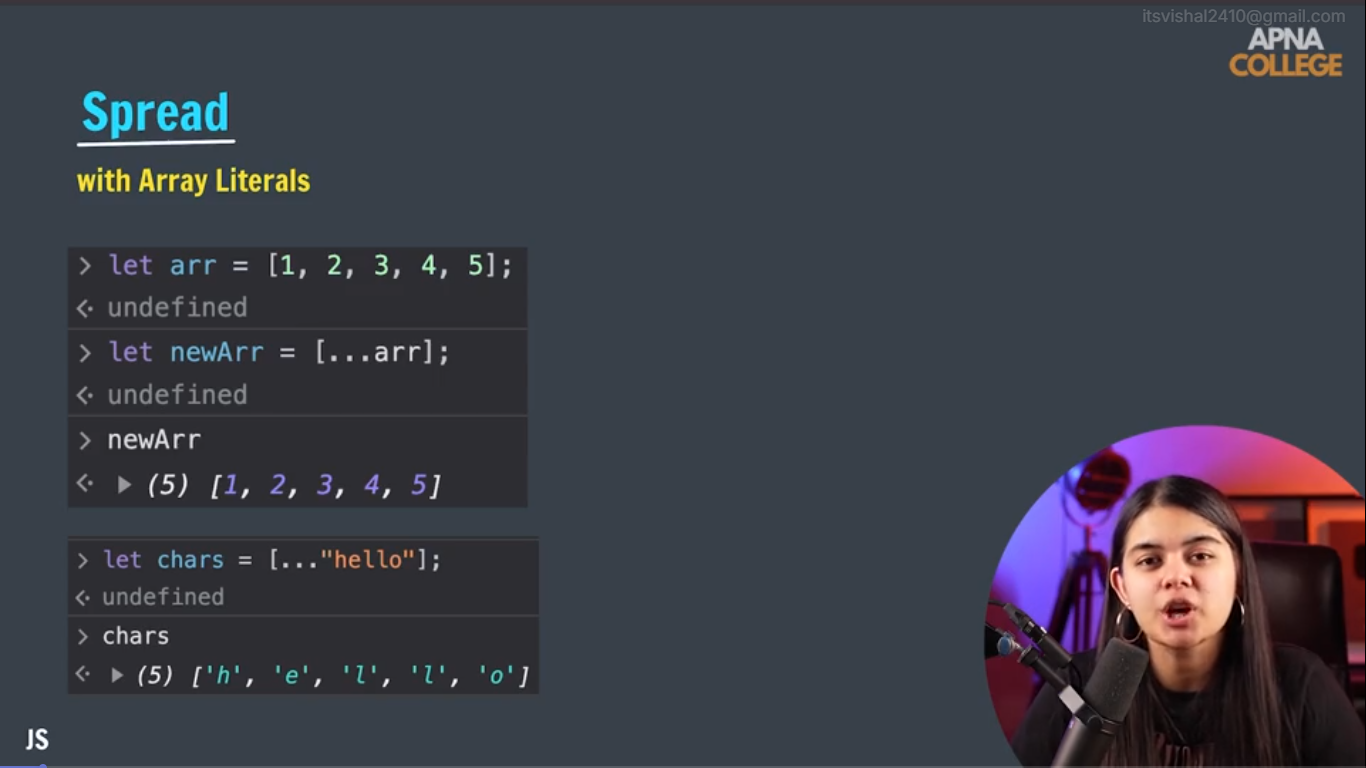 itsvishal2410@gmail.com
APNA
COLLEGE
Spread
with Array Literals
> let arr = [1, 2, 3, 4, 5];
undefined
> let newArr = [...arr];
undefined
> newArr
(5) [1, 2, 3, 4, 5]
> let chars = [..."hello"];
undefined
> chars
(5) ['h', 'e', 'l', 'l', 'o']
JS